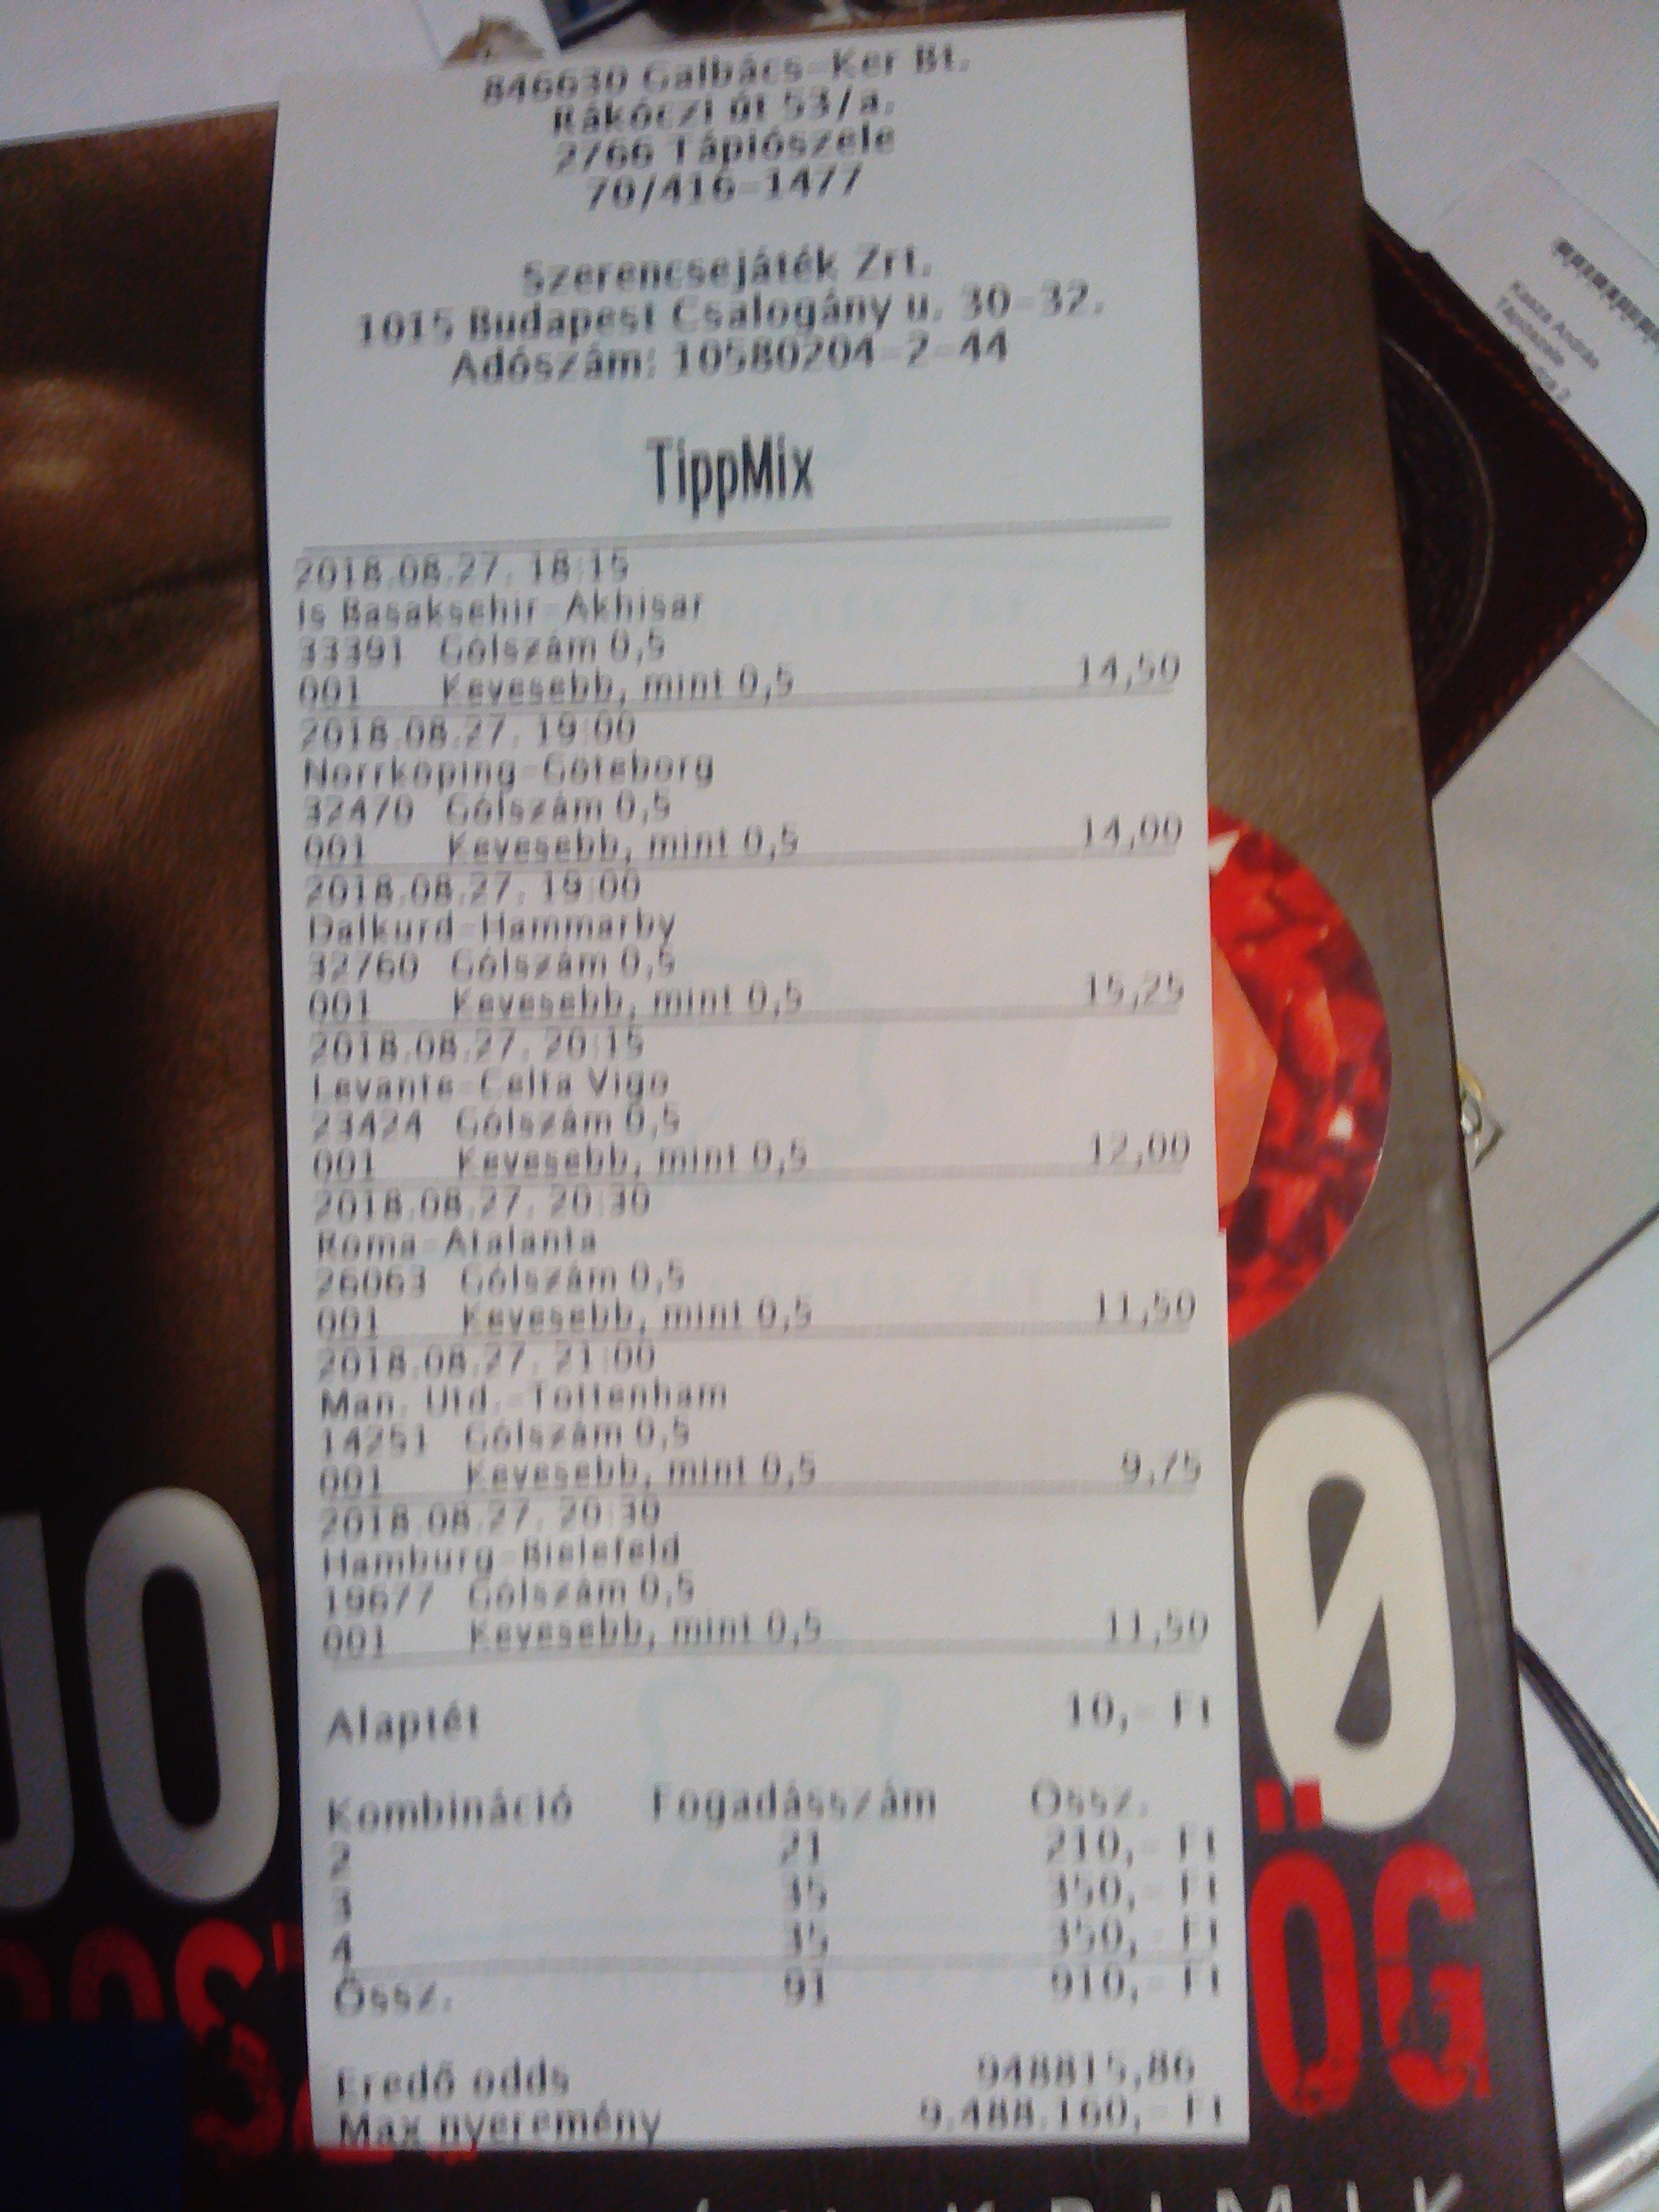 846630 Galbács-Ker Bt.
Rákóczi út 53/a.
2766 Tápiószele
70/416-1477
Szerencsejáték Zrt.
1015 Budapest Csalogány u. 30-32.
Adószám: 10580204-2-44
TippMix
2018.08.27. 18:15
Is Basaksehir-Akhisar
33391 Gólszám 0,5
001 Kevesebb, mint 0,5 14,50
2018.08.27. 19:00
Norrköping-Göteborg
32470 Gólszám 0,5
001 Kevesebb, mint 0,5 14,00
2018.08.27. 19:00
Dalkurd-Hammarby
32760 Gólszám 0,5
001 Kevesebb, mint 0,5 15,25
2018.08.27. 20:15
Levante-Celta Vigo
23424 Gólszám 0,5
001 Kevesebb, mint 0,5 12,00
2018.08.27. 20:30
Roma-Atalanta
26063 Gólszám 0,5
001 Kevesebb, mint 0,5 11,50
2018.08.27. 21:00
Man. Utd.-Tottenham
14251 Gólszám 0,5
001 Kevesebb, mint 0,5 9,75
2018.08.27. 20:30
Hamburg-Bielefeld
19677 Gólszám 0,5
001 Kevesebb, mint 0,5 11,50
Alaptét 10,- Ft
Kombináció Fogadásszám Össz.
2 21 210,- Ft
3 35 350,- Ft
4 35 350,- Ft
Össz. 91 910,- Ft
Eredő odds 948815,86
Max nyeremény 9.488.160,- Ft
Kasza András
Tápiószele
JO
Ø
ÖG